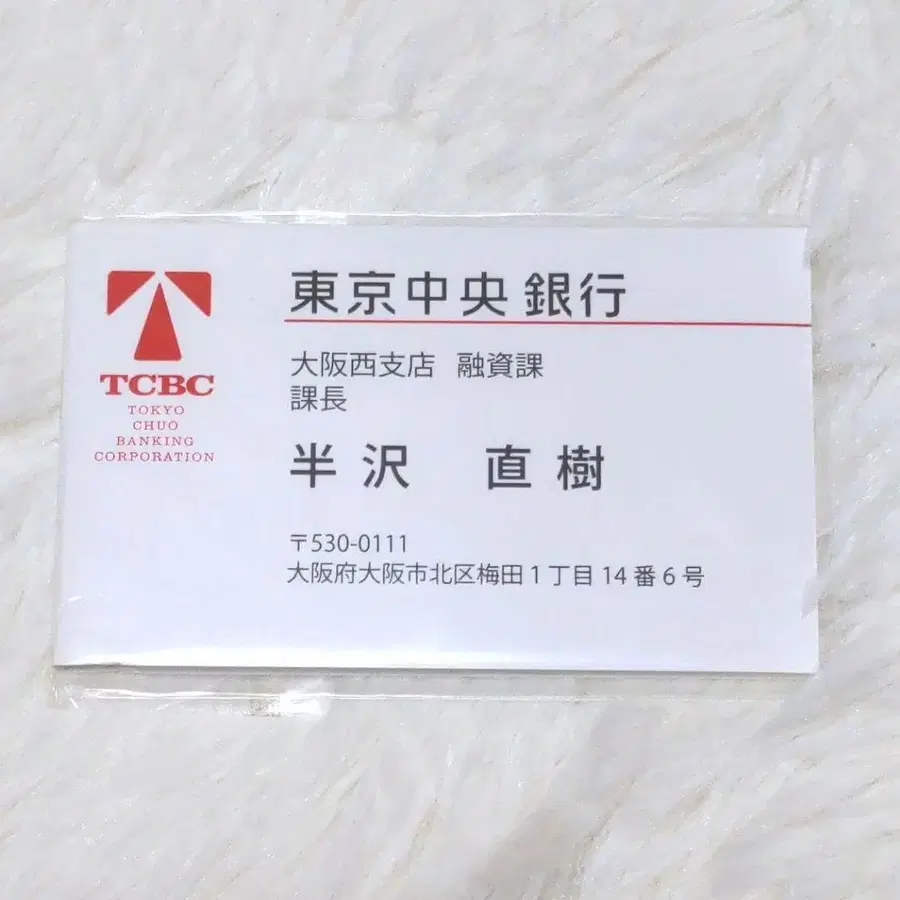 TCBC
TOKYO
CHUO
BANKING
CORPORATION
東京中央銀行
大阪西支店 融資課
課長
半沢 直樹
〒530-0111
大阪府大阪市北区梅田1丁目14番6号